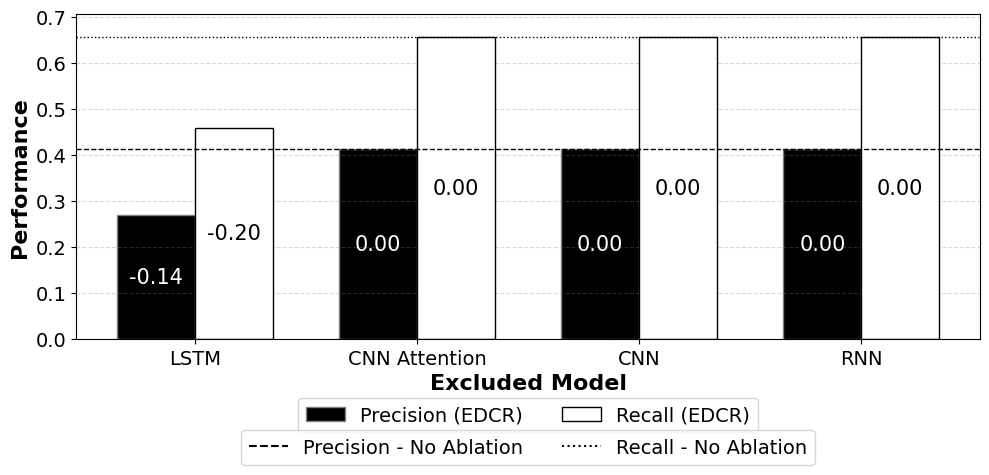 0.7
0.6
0.5
0.4
0.3
0.2
0.1
0.0
Performance
-0.14
-0.20
0.00
0.00
0.00
0.00
0.00
0.00
LSTM
CNN Attention
CNN
RNN
Excluded Model
Precision (EDCR)
Recall (EDCR)
Precision - No Ablation
Recall - No Ablation